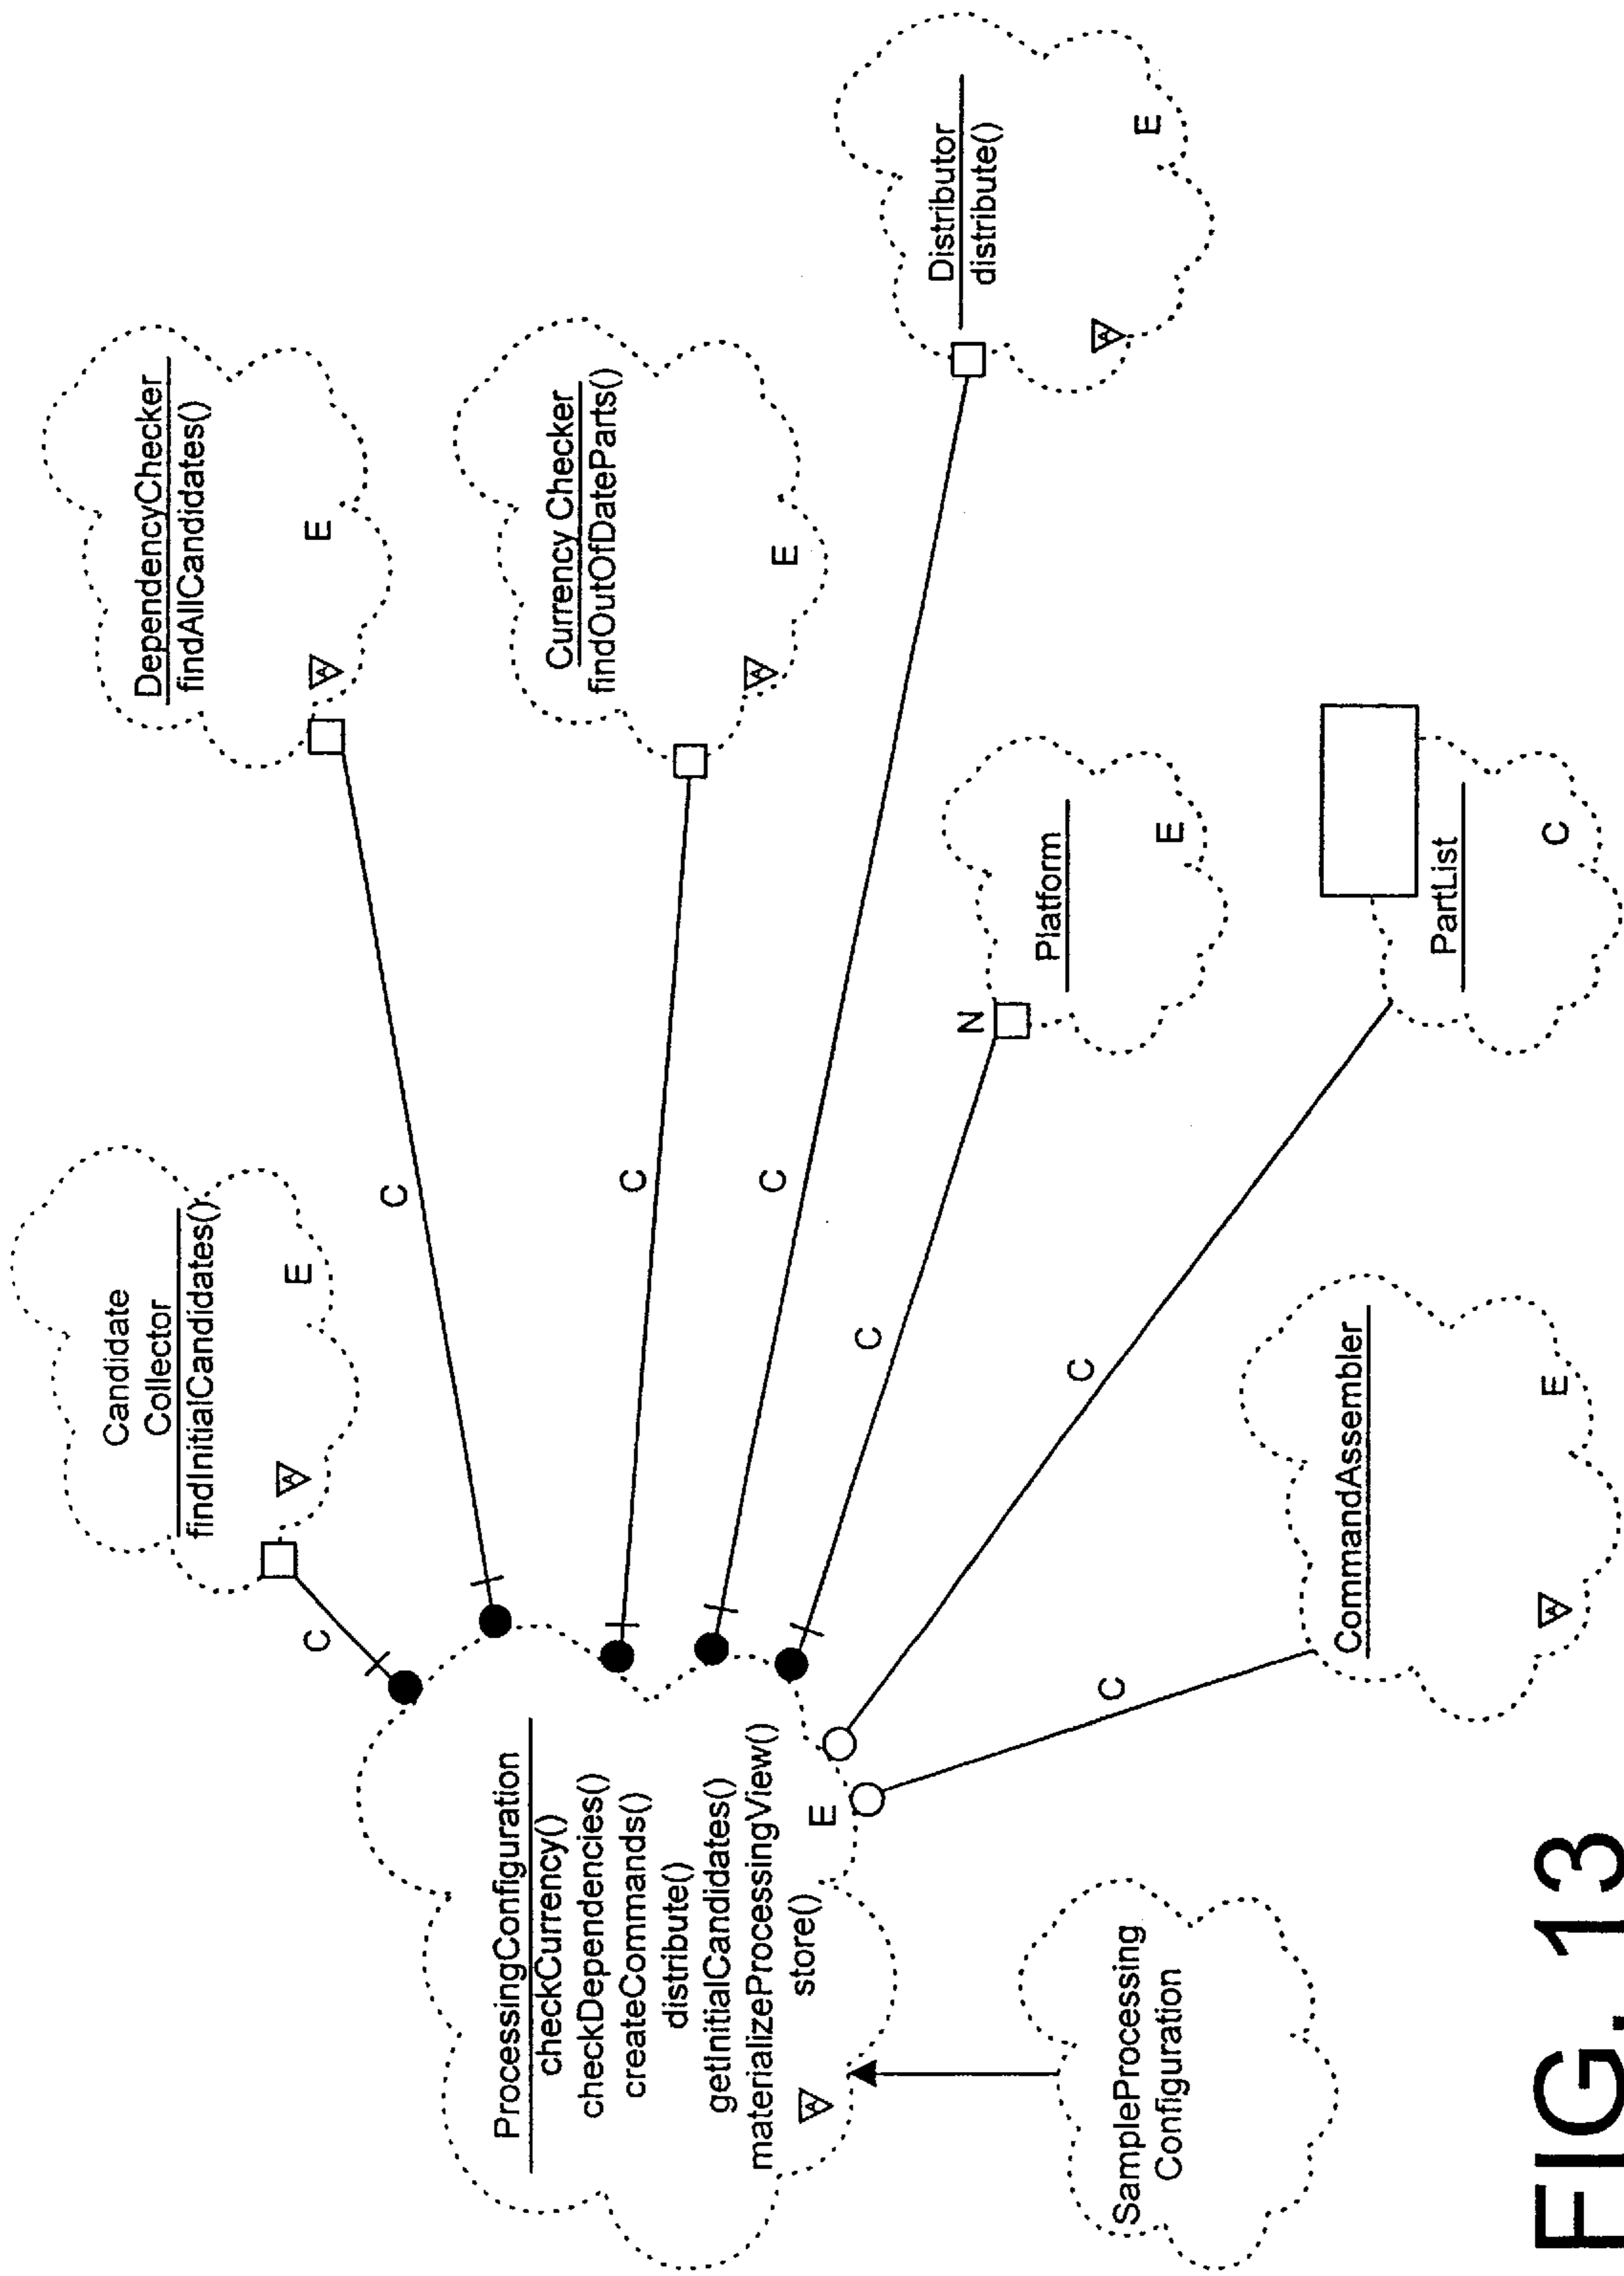 Candidate
Collector
findInitialCandidates()
A
E
C
DependencyChecker
findAllCandidates()
A
E
C
Currency Checker
findOutOfDateParts()
A
E
C
Distributor
distribute()
A
E
C
ProcessingConfiguration
checkCurrency()
checkDependencies()
createCommands()
distribute()
getInitialCandidates()
materializeProcessingView()
store()
A
E
N
Platform
E
C
PartList
C
C
CommandAssembler
A
E
C
SampleProcessing
Configuration
FIG. 13